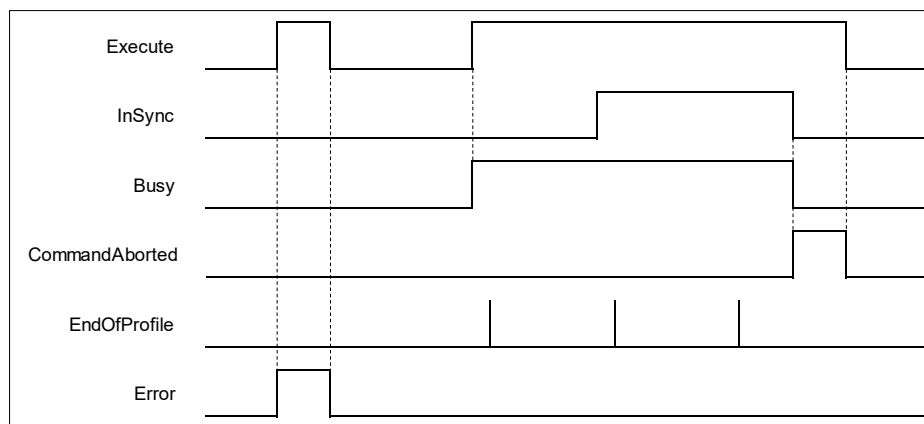 Execute
InSync
Busy
CommandAborted
EndOfProfile
Error